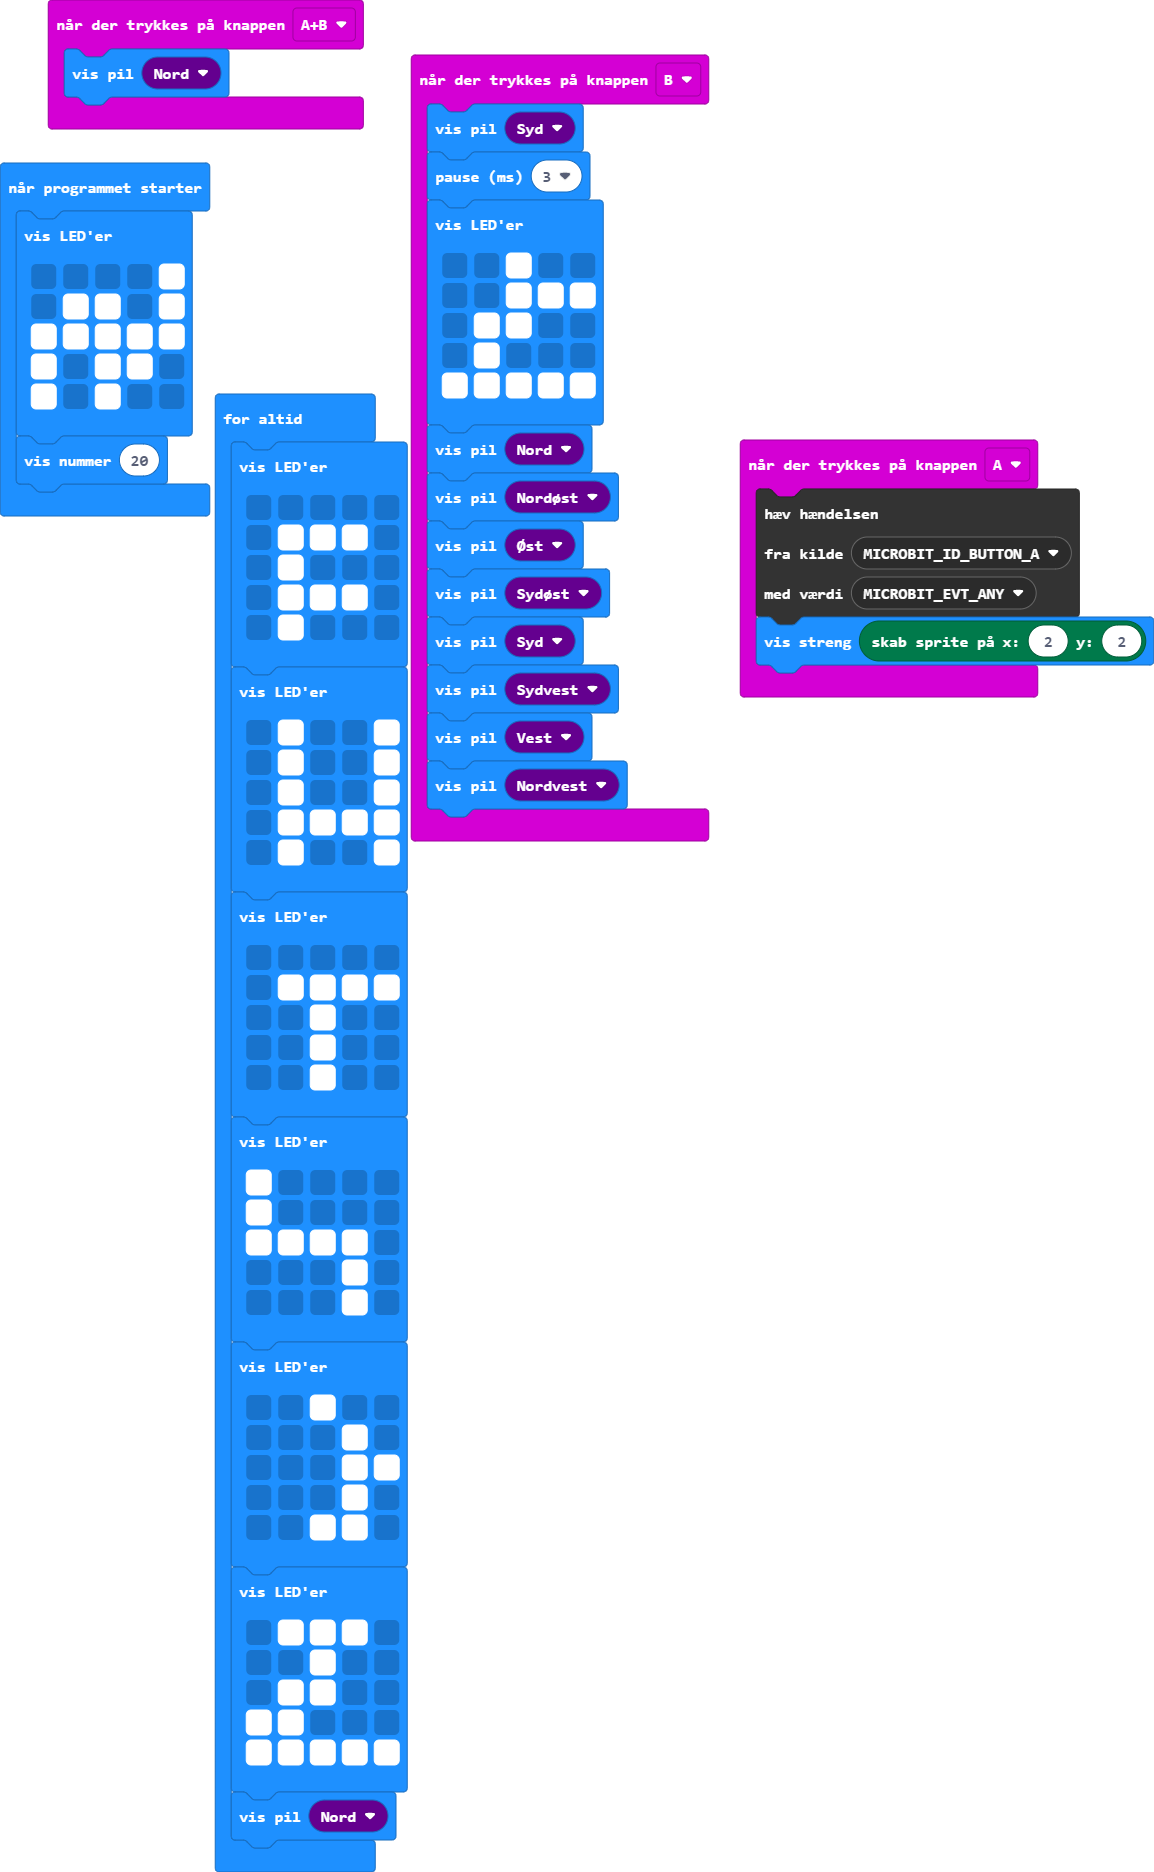 når der trykkes på knappen A+B
vis pil Nord
når programmet starter
vis LED'er
vis nummer 20
for altid
vis LED'er
vis LED'er
vis LED'er
vis LED'er
vis LED'er
vis LED'er
vis pil Nord
når der trykkes på knappen B
vis pil Syd
pause (ms) 3
vis LED'er
vis pil Nord
vis pil Nordøst
vis pil Øst
vis pil Sydøst
vis pil Syd
vis pil Sydvest
vis pil Vest
vis pil Nordvest
når der trykkes på knappen A
hæv hændelsen
fra kilde MICROBIT_ID_BUTTON_A
med værdi MICROBIT_EVT_ANY
vis streng skab sprite på x: 2 y: 2